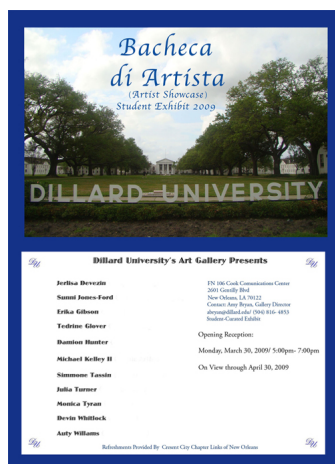 Bacheca
di Artista
(Artist Showcase)
Student Exhibit 2009
DILLARD UNIVERSITY
DU
Dillard University's Art Gallery Presents
DU
Jerlisa Devezin
Sunni Jones-Ford
Erika Gibson
Tedrine Glover
Damion Hunter
Michael Kelley II
Simmone Tassin
Julia Turner
Monica Tyran
Devin Whitlock
Auty Williams
FN 106 Cook Comunications Center
2601 Gentilly Blvd
New Orleans, LA 70122
Contact: Amy Bryan, Gallery Director
abryan@dillard.edu/ (504) 816- 4853
Student-Curated Exhibit
Opening Reception:
Monday, March 30, 2009/ 5:00pm- 7:00pm
On View through April 30, 2009
DU
Refreshments Provided By Crescent City Chapter Links of New Orleans
DU